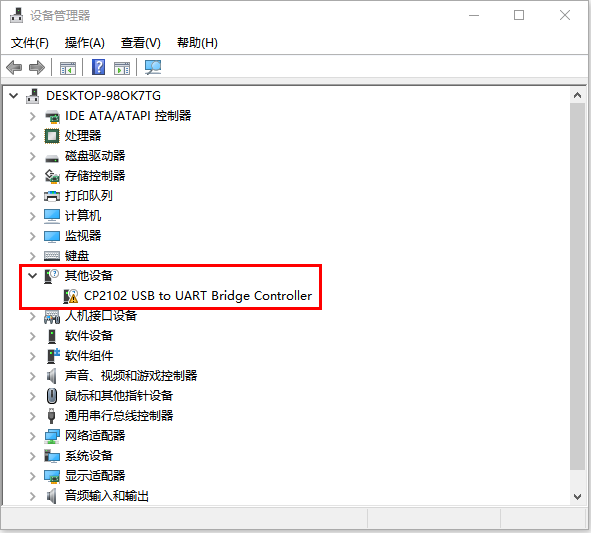 设备管理器
文件(F) 操作(A) 查看(V) 帮助(H)
DESKTOP-98OK7TG
IDE ATA/ATAPI 控制器
处理器
磁盘驱动器
存储控制器
打印队列
计算机
监视器
键盘
其他设备
CP2102 USB to UART Bridge Controller
人机接口设备
软件设备
软件组件
声音、视频和游戏控制器
鼠标和其他指针设备
通用串行总线控制器
网络适配器
系统设备
显示适配器
音频输入和输出